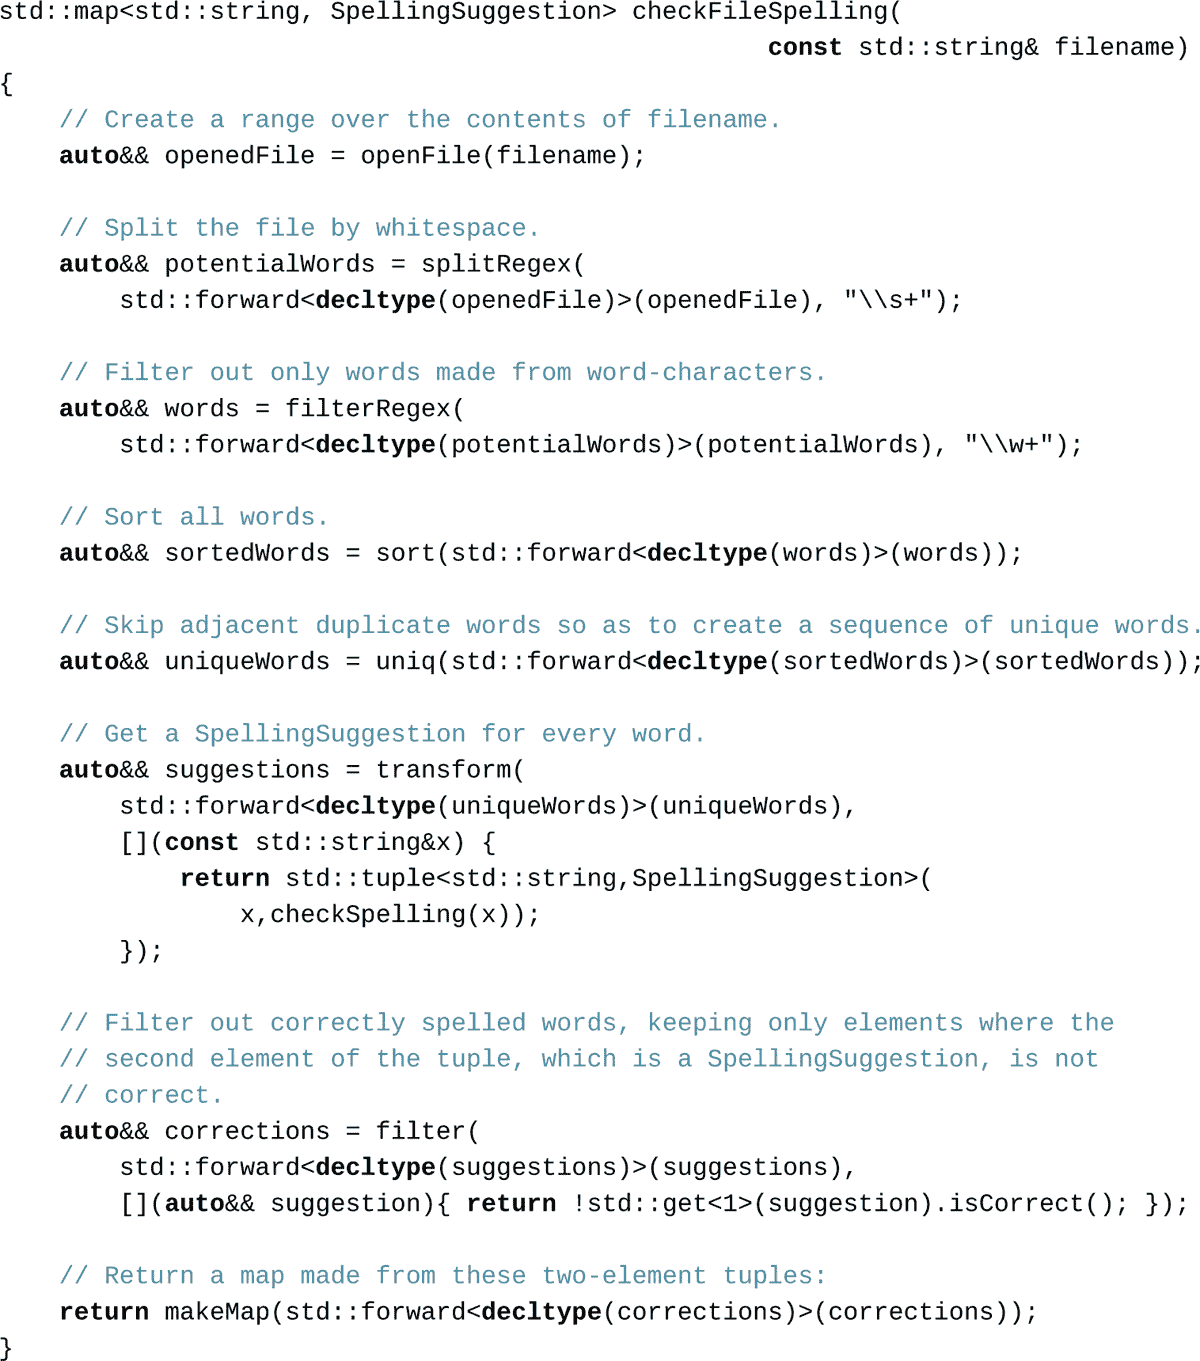 std::map<std::string, SpellingSuggestion> checkFileSpelling(
const std::string& filename)
{
// Create a range over the contents of filename.
auto&& openedFile = openFile(filename);
// Split the file by whitespace.
auto&& potentialWords = splitRegex(
std::forward<decltype(openedFile)>(openedFile), "\\s+");
// Filter out only words made from word-characters.
auto&& words = filterRegex(
std::forward<decltype(potentialWords)>(potentialWords), "\\w+");
// Sort all words.
auto&& sortedWords = sort(std::forward<decltype(words)>(words));
// Skip adjacent duplicate words so as to create a sequence of unique words.
auto&& uniqueWords = uniq(std::forward<decltype(sortedWords)>(sortedWords));
// Get a SpellingSuggestion for every word.
auto&& suggestions = transform(
std::forward<decltype(uniqueWords)>(uniqueWords),
[](const std::string&x) {
return std::tuple<std::string,SpellingSuggestion>(
x,checkSpelling(x));
});
// Filter out correctly spelled words, keeping only elements where the
// second element of the tuple, which is a SpellingSuggestion, is not
// correct.
auto&& corrections = filter(
std::forward<decltype(suggestions)>(suggestions),
[](auto&& suggestion){ return !std::get<1>(suggestion).isCorrect(); });
// Return a map made from these two-element tuples:
return makeMap(std::forward<decltype(corrections)>(corrections));
}